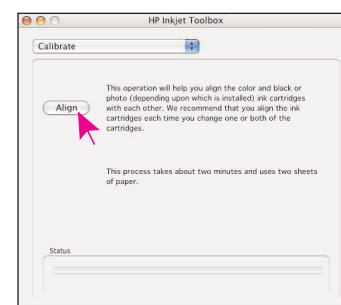 HP Inkjet Toolbox
Calibrate
Align
This operation will help you align the color and black or
photo (depending upon which is installed) ink cartridges
with each other. We recommend that you align the ink
cartridges each time you change one or both of the
cartridges.
This process takes about two minutes and uses two sheets
of paper.
Status